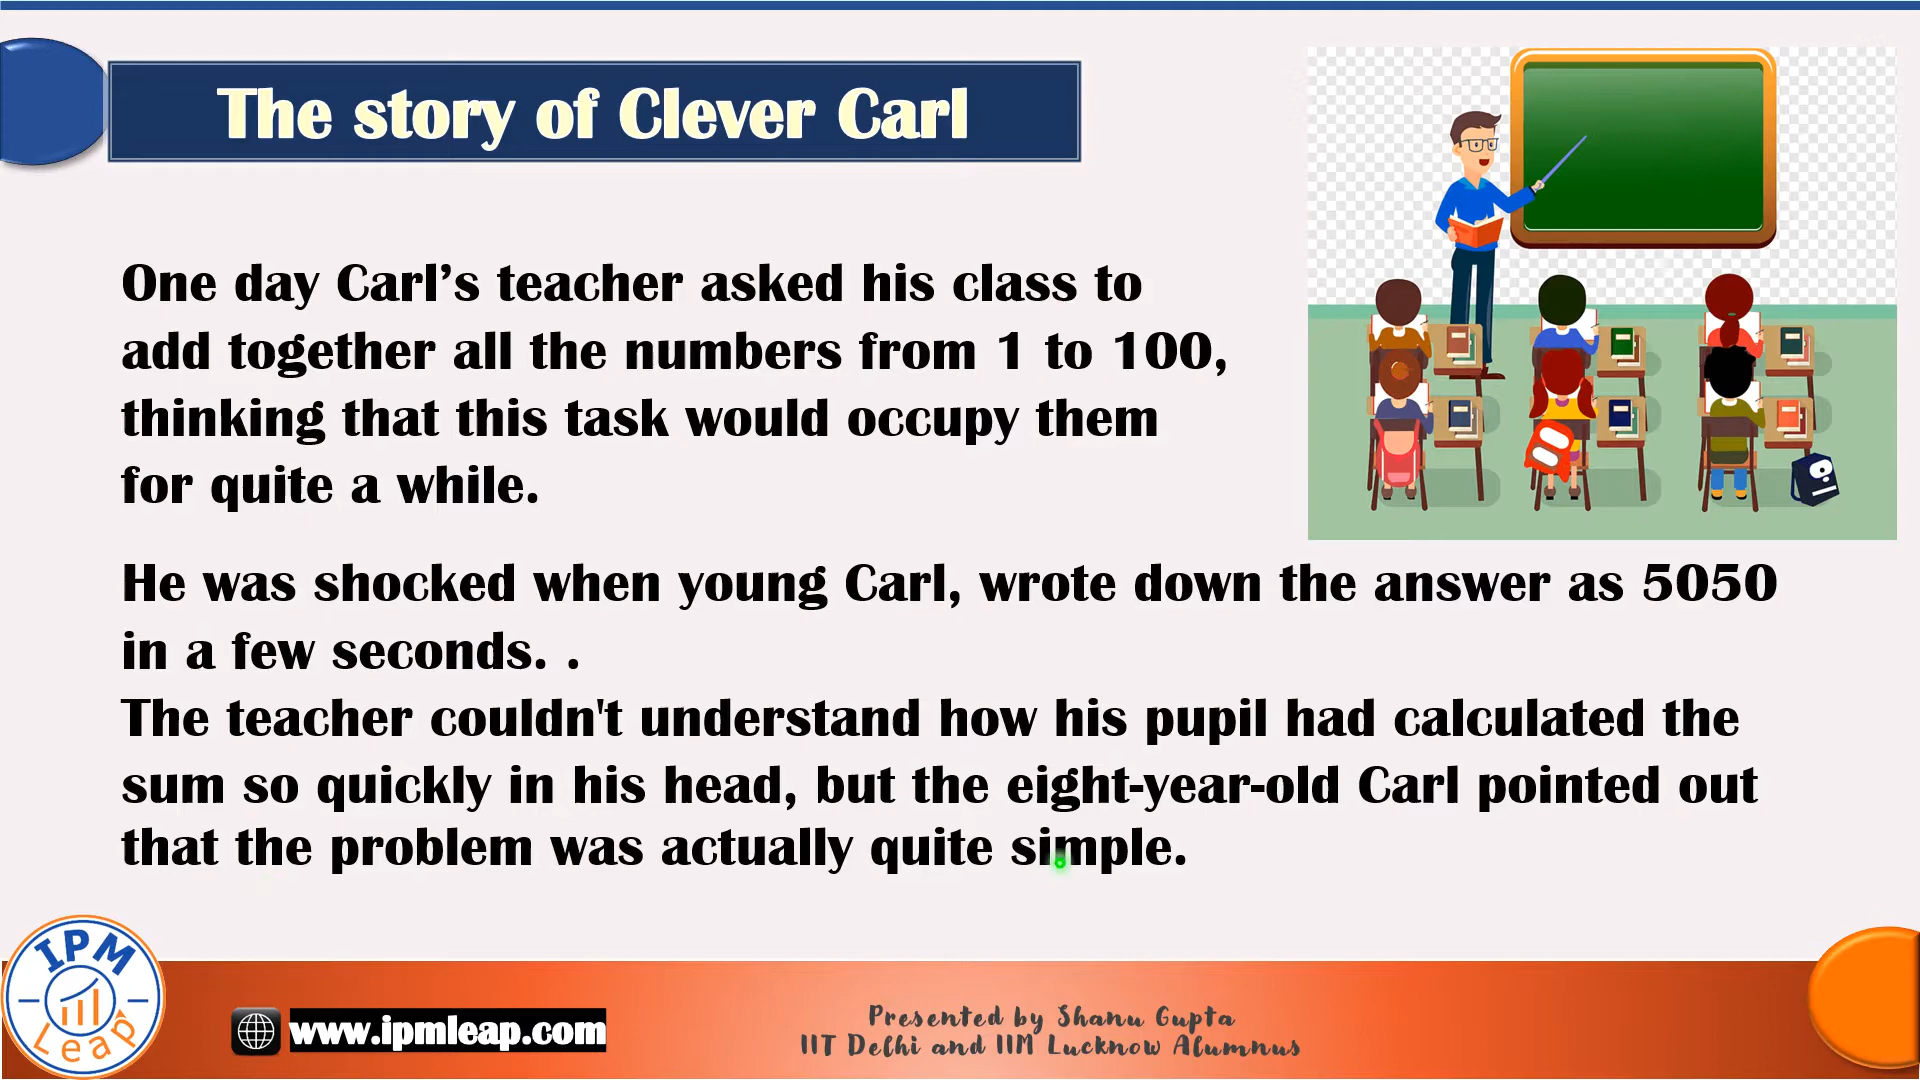 The story of Clever Carl
One day Carl’s teacher asked his class to
add together all the numbers from 1 to 100,
thinking that this task would occupy them
for quite a while.
He was shocked when young Carl, wrote down the answer as 5050
in a few seconds. .
The teacher couldn't understand how his pupil had calculated the
sum so quickly in his head, but the eight-year-old Carl pointed out
that the problem was actually quite simple.
IPM
Leap
www.ipmleap.com
Presented by Shanu Gupta
IIT Delhi and IIM Lucknow Alumnus